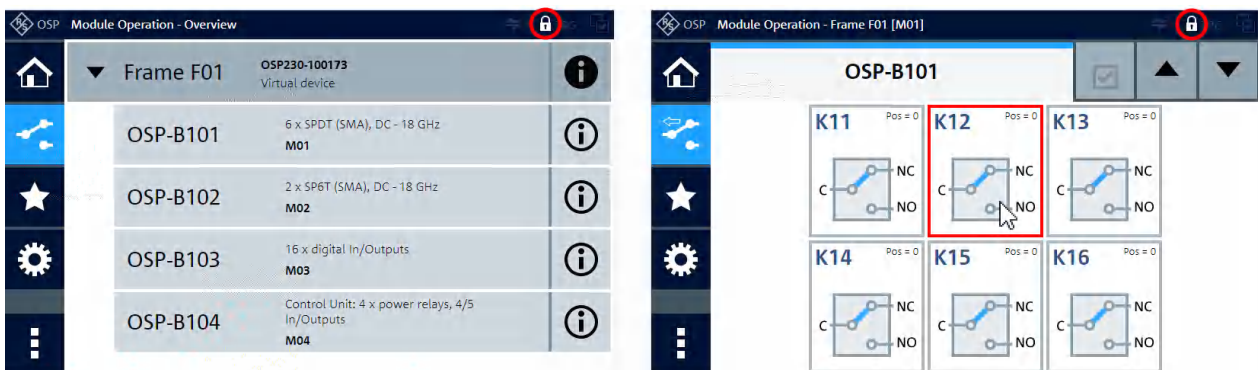 OSP Module Operation - Overview
Frame F01
OSP230-100173
Virtual device
OSP-B101
6 x SPDT (SMA), DC - 18 GHz
M01
OSP-B102
2 x SP6T (SMA), DC - 18 GHz
M02
OSP-B103
16 x digital In/Outputs
M03
OSP-B104
Control Unit: 4 x power relays, 4/5
In/Outputs
M04
OSP Module Operation - Frame F01 [M01]
OSP-B101
K11 Pos = 0
NC
C
NO
K12 Pos = 0
NC
C
NO
K13 Pos = 0
NC
C
NO
K14 Pos = 0
NC
C
NO
K15 Pos = 0
NC
C
NO
K16 Pos = 0
NC
C
NO